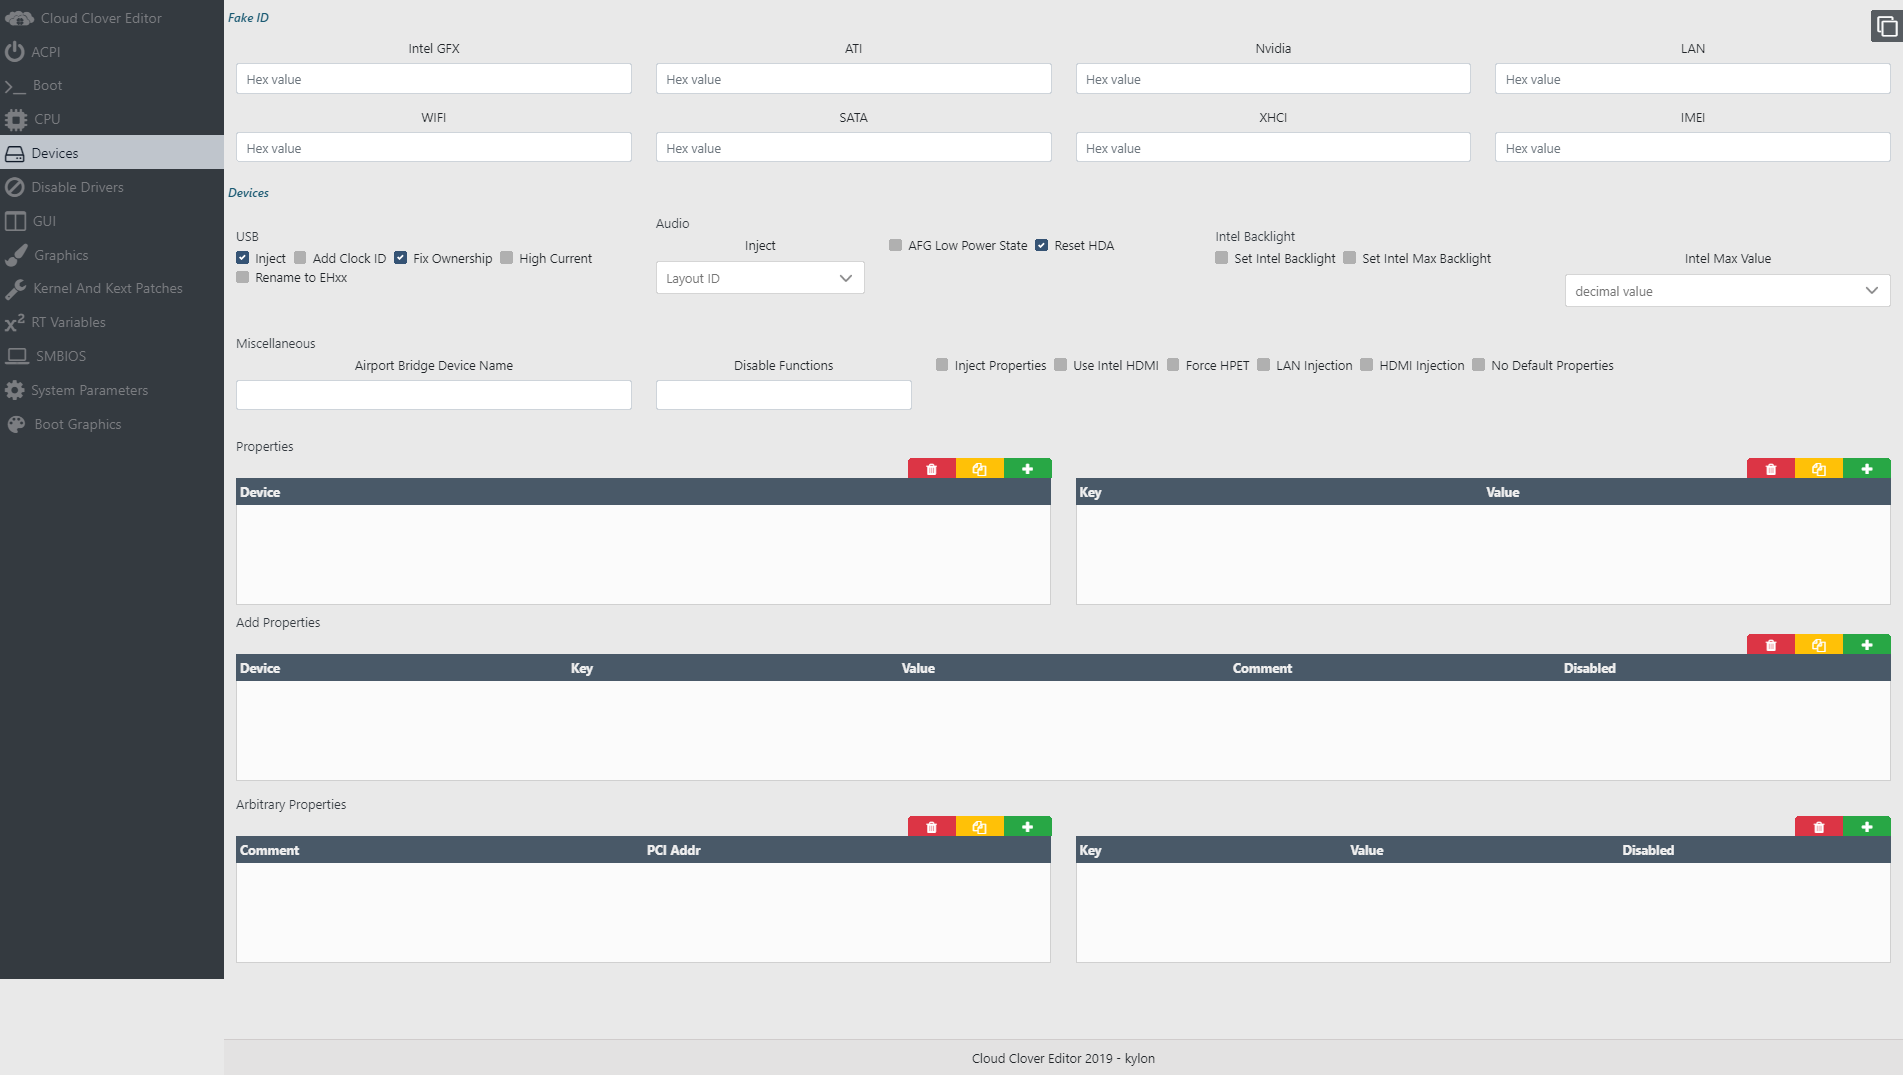 Cloud Clover Editor
ACPI
Boot
CPU
Devices
Disable Drivers
GUI
Graphics
Kernel And Kext Patches
RT Variables
SMBIOS
System Parameters
Boot Graphics
Fake ID
Intel GFX ATI Nvidia LAN
Hex value Hex value Hex value Hex value
WIFI SATA XHCI IMEI
Hex value Hex value Hex value Hex value
Devices
USB
Inject Add Clock ID Fix Ownership High Current
Rename to EHxx
Audio
Inject
Layout ID
AFG Low Power State Reset HDA
Intel Backlight
Set Intel Backlight Set Intel Max Backlight
Intel Max Value
decimal value
Miscellaneous
Airport Bridge Device Name Disable Functions
Inject Properties Use Intel HDMI Force HPET LAN Injection HDMI Injection No Default Properties
Properties
Device
Key Value
Add Properties
Device Key Value Comment Disabled
Arbitrary Properties
Comment PCI Addr
Key Value Disabled
Cloud Clover Editor 2019 - kylon